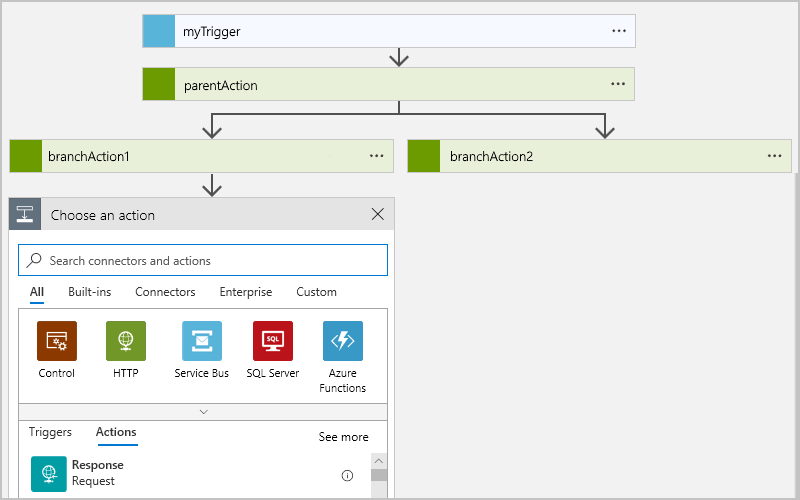 myTrigger
parentAction
branchAction1
branchAction2
Choose an action
Search connectors and actions
All Built-ins Connectors Enterprise Custom
SQL
Control HTTP Service Bus SQL Server Azure Functions
Triggers Actions See more
Response
Request